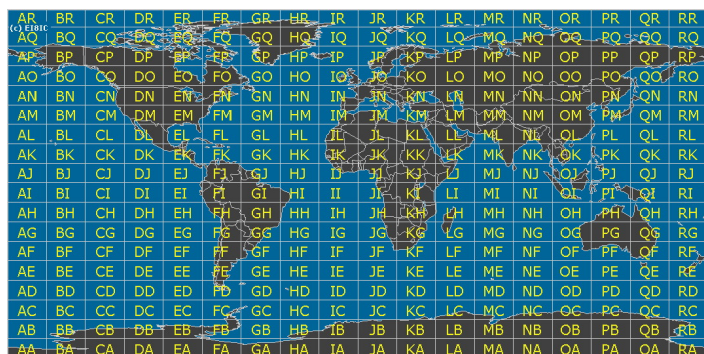 AR BR CR DR ER FR GR HR IR JR KR LR MR NR OR PR QR RR
(c) EI8IC
AQ BQ CQ DQ EQ FQ GQ HQ IQ JQ KQ LQ MQ NQ OQ PQ QQ RQ
AP BP CP DP EP FP GP HP IP JP KP LP MP NP OP PP QP RP
AO BO CO DO EO FO GO HO IO JO KO LO MO NO OO PO QO RO
AN BN CN DN EN FN GN HN IN JN KN LN MN NN ON PN QN RN
AM BM CM DM EM FM GM HM IM JM KM LM MM NM OM PM QM RM
AL BL CL DL EL FL GL HL IL JL KL LL ML NL OL PL QL RL
AK BK CK DK EK FK GK HK IK JK KK LK MK NK OK PK QK RK
AJ BJ CJ DJ EJ FJ GJ HJ IJ JJ KJ LJ MJ NJ OJ PJ QJ RJ
AI BI CI DI EI FI GI HI II JI KI LI MI NI OI PI QI RI
AH BH CH DH EH FH GH HH IH JH KH LH MH NH OH PH QH RH
AG BG CG DG EG FG GG HG IG JG KG LG MG NG OG PG QG RG
AF BF CF DF EF FF GF HF IF JF KF LF MF NF OF PF QF RF
AE BE CE DE EE FE GE HE IE JE KE LE ME NE OE PE QE RE
AD BD CD DD ED FD GD HD ID JD KD LD MD ND OD PD QD RD
AC BC CC DC EC FC GC HC IC JC KC LC MC NC OC PC QC RC
AB BB CB DB EB FB GB HB IB JB KB LB MB NB OB PB QB RB
AA BA CA DA EA FA GA HA IA JA KA LA MA NA OA PA QA RA